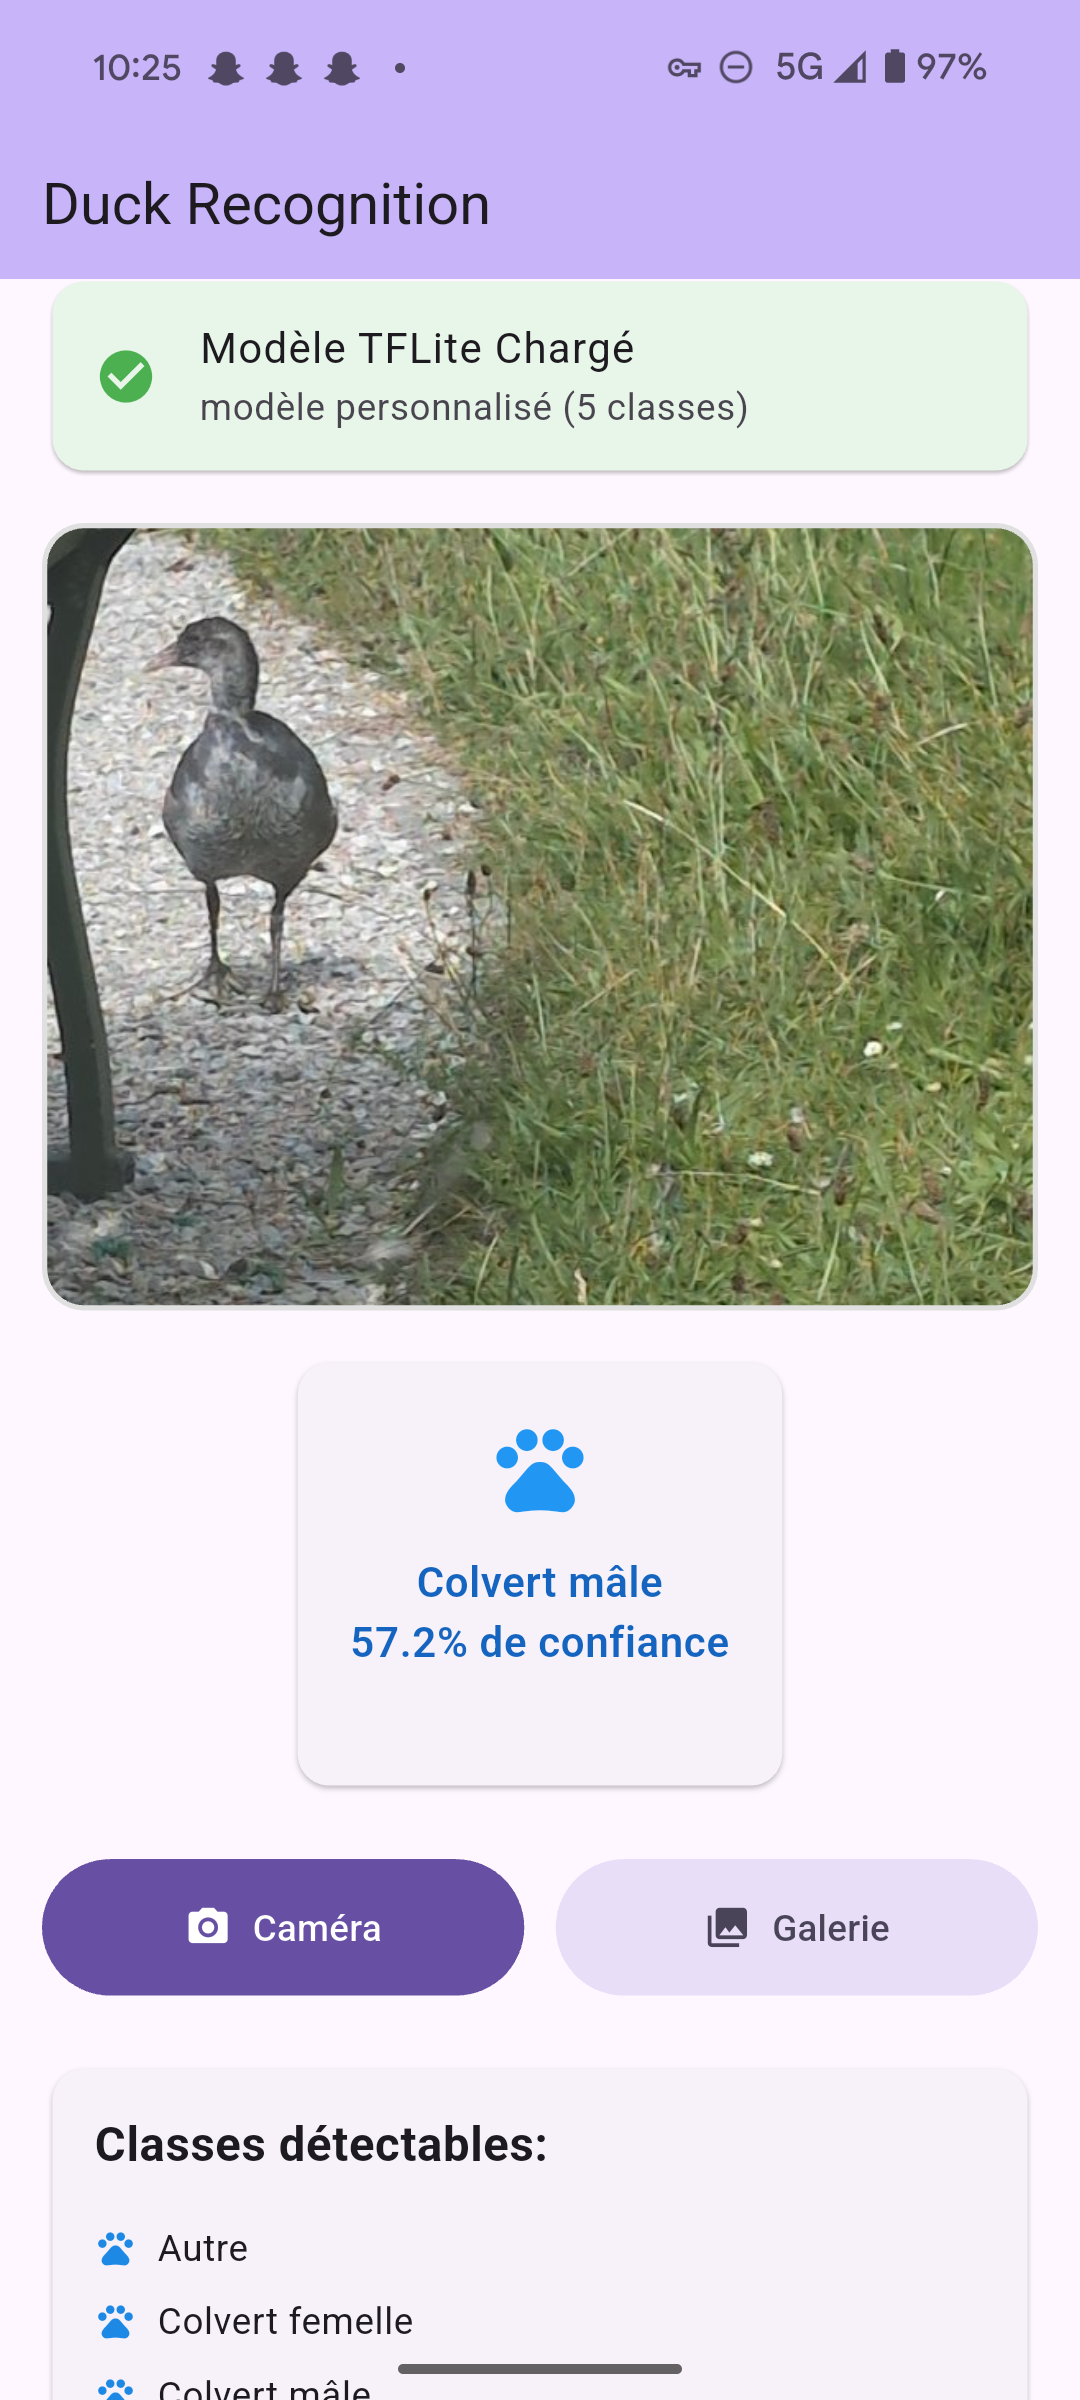 10:25
5G
97%
Duck Recognition
Modèle TFLite Chargé
modèle personnalisé (5 classes)
Colvert mâle
57.2% de confiance
Caméra
Galerie
Classes détectables:
Autre
Colvert femelle
Colvert mâle